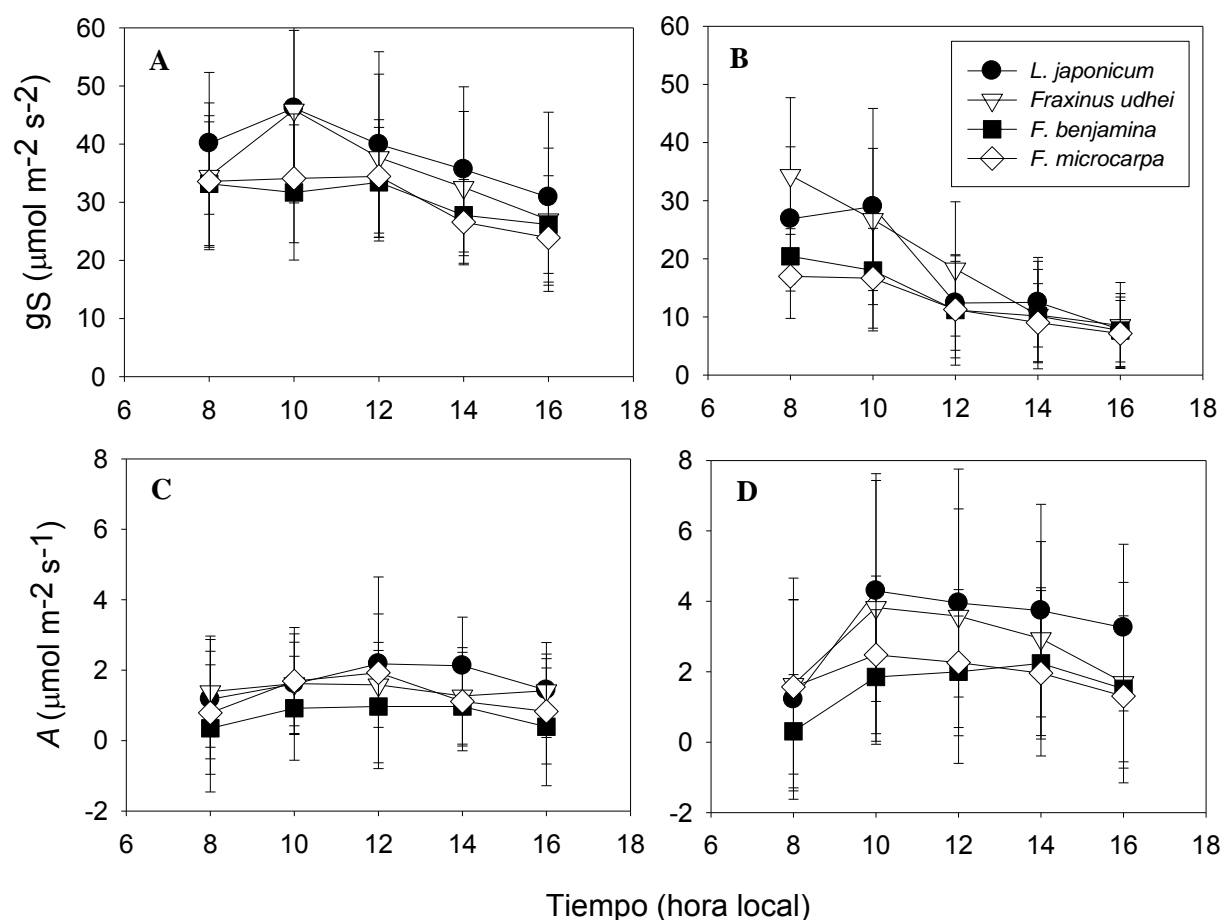 A
B
60
50
40
30
20
10
0
gS (μmol m-2 s-2)
6 8 10 12 14 16 18
60
50
40
30
20
10
0
L. japonicum
Fraxinus udhei
F. benjamina
F. microcarpa
6 8 10 12 14 16 18
C
D
8
6
4
2
0
-2
A (μmol m-2 s-1)
6 8 10 12 14 16 18
8
6
4
2
0
-2
6 8 10 12 14 16 18
Tiempo (hora local)